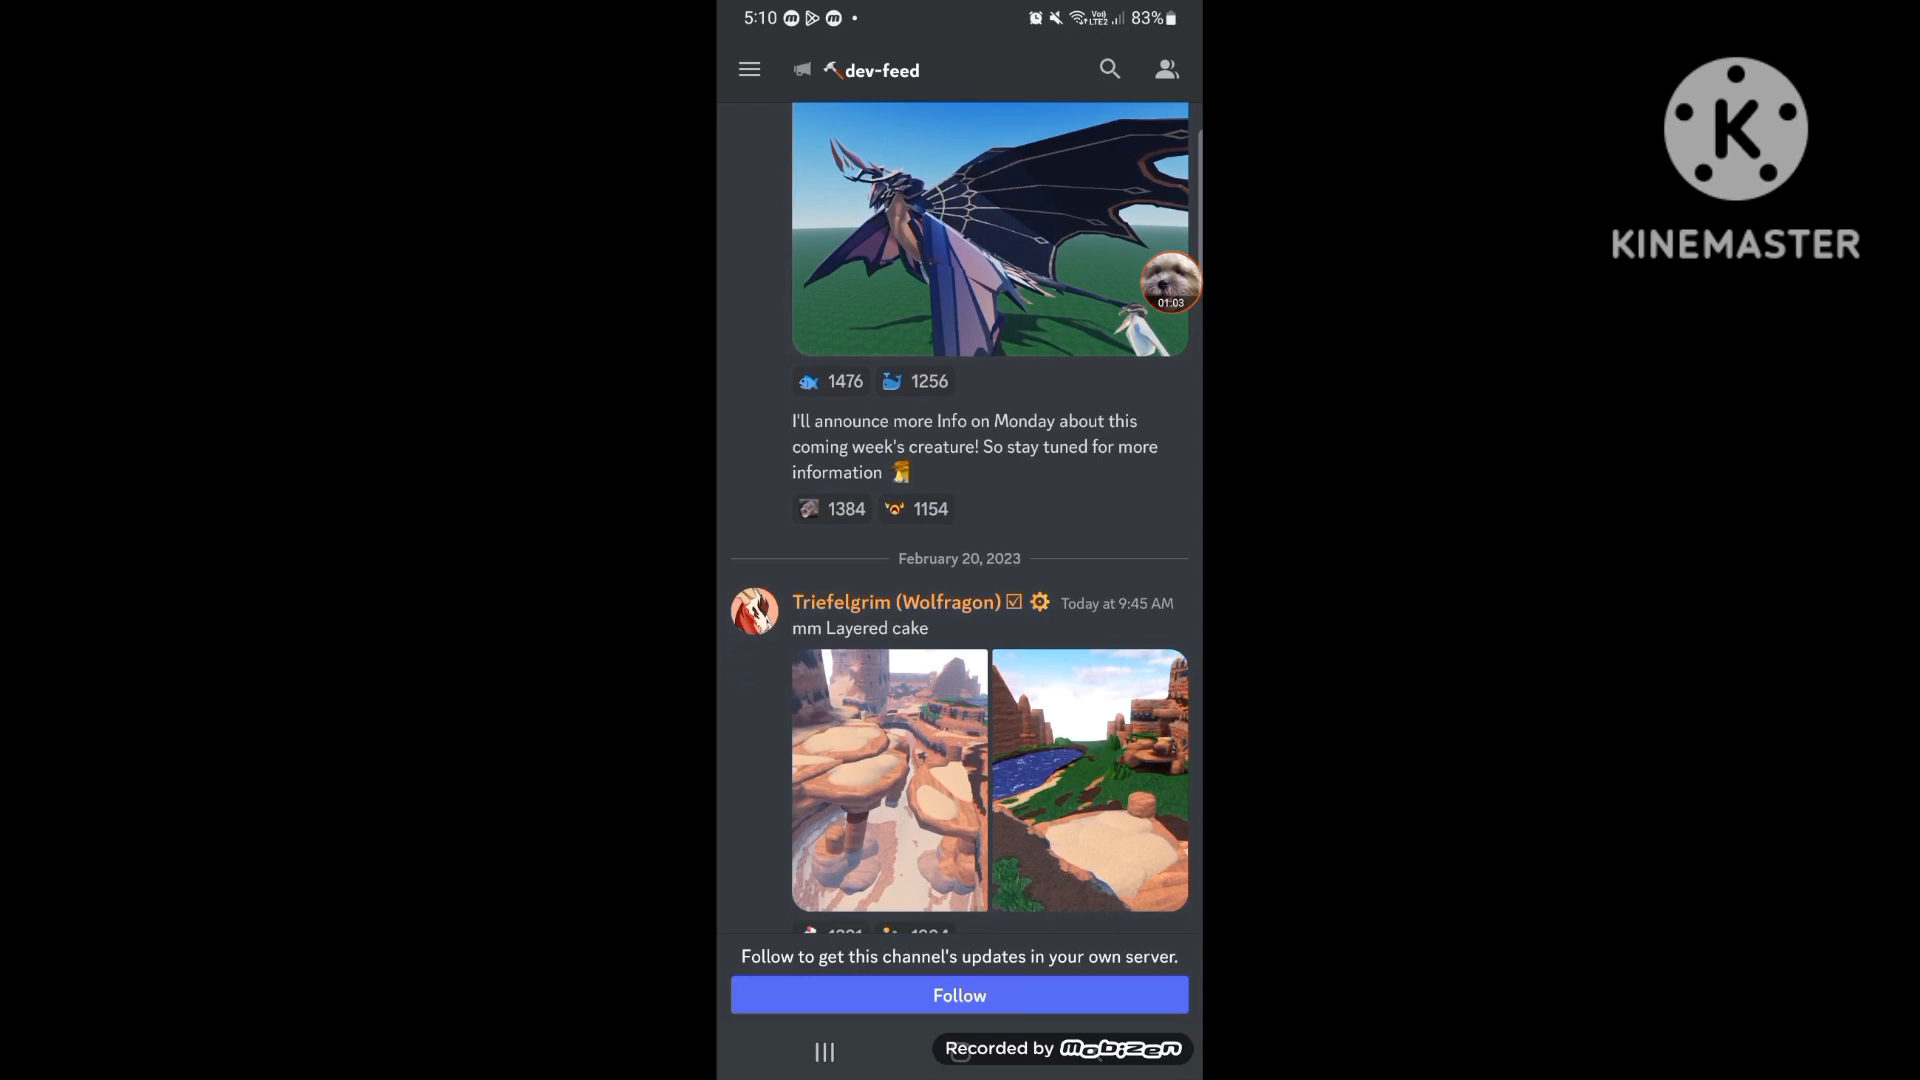 5:10
Vo)
LTE2
83%
dev-feed
K
KINEMASTER
01:03
1476 1256
I'll announce more Info on Monday about this
coming week's creature! So stay tuned for more
information
1384 1154
February 20, 2023
Triefelgrim (Wolfragon) Today at 9:45 AM
mm Layered cake
Follow to get this channel's updates in your own server.
Follow
Recorded by mobizen